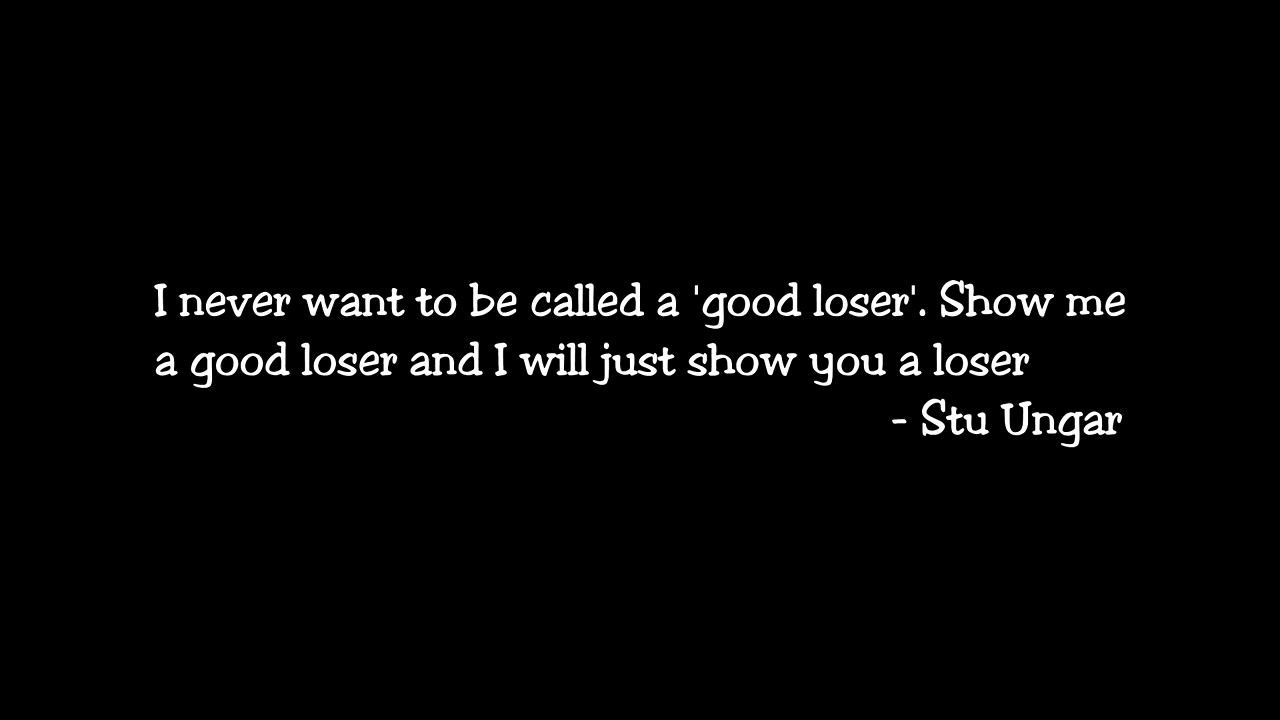 I never want to be called a 'good loser'. Show me
a good loser and I will just show you a loser
- Stu Ungar